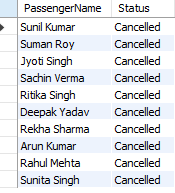 PassengerName Status
Sunil Kumar Cancelled
Suman Roy Cancelled
Jyoti Singh Cancelled
Sachin Verma Cancelled
Ritika Singh Cancelled
Deepak Yadav Cancelled
Rekha Sharma Cancelled
Arun Kumar Cancelled
Rahul Mehta Cancelled
Sunita Singh Cancelled